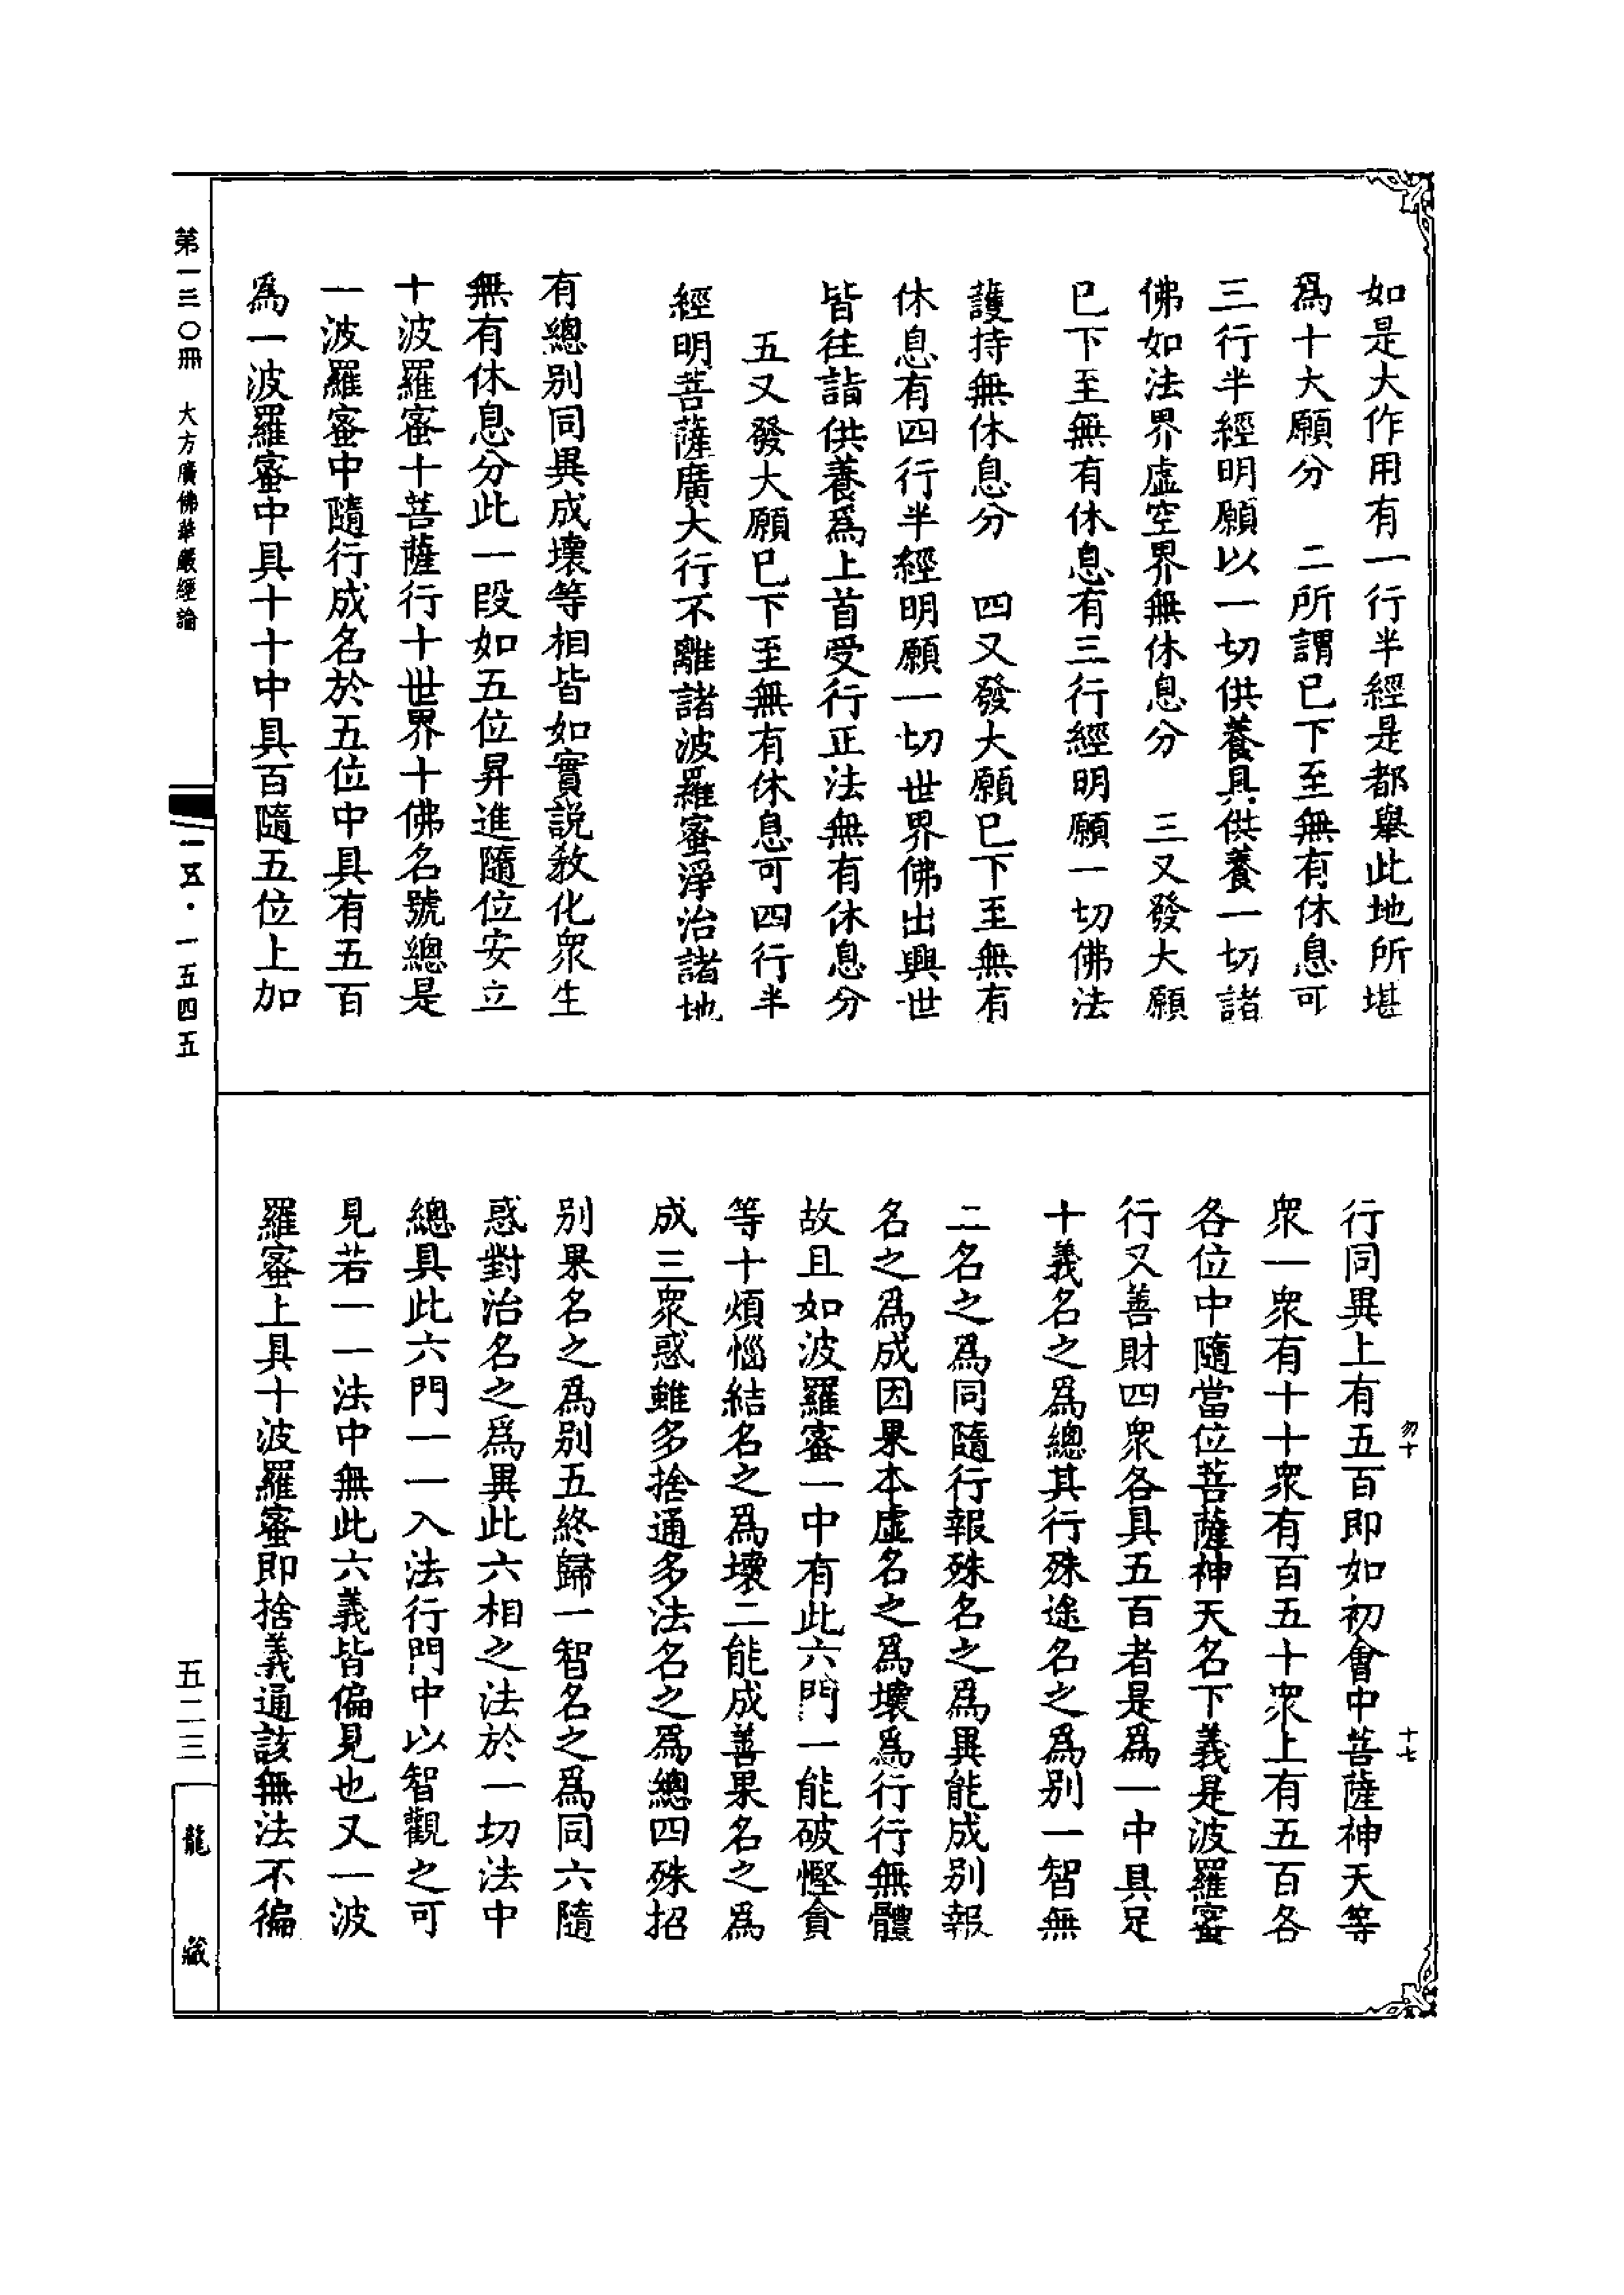 如是大作用有一行半經是都舉此地所堪
爲十大願分　二所謂已下至無有休息可
三行半經明願以一切供養具供養一切諸
佛如法界虛空界無休息分　三又發大願
已下至無有休息有三行經明願一切佛法
護持無休息分　四又發大願已下至無有
休息有四行半經明願一切世界佛出興世
皆往詣供養爲上首受行正法無有休息分
五又發大願已下至無有休息可四行半
經明菩薩廣大行不離諸波羅蜜淨治諸地
有總別同異成壞等相皆如實說教化衆生
無有休息分此一段如五位昇進隨位安立
十波羅蜜十菩薩行十世界十佛名號總是
一波羅蜜中隨行成名於五位中具有五百
爲一波羅蜜中具十十中具百隨五位上加
行同異上有五百即如初會中菩薩神天等
衆一衆有十十衆有百五十衆上有五百各
各位中隨當位菩薩神天名下義是波羅蜜
行又善財四衆各具五百者是爲一中具足
十義名之爲總其行殊途名之爲別一智無
二名之爲同隨行報殊名之爲異能成別報
名之爲成因果本虛名之爲壞爲行行無體
故且如波羅蜜一中有此六門一能破慳貪
等十煩惱結名之爲壞二能成善果名之爲
成三衆惑雖多捨通多法名之爲總四殊招
別果名之爲別五終歸一智名之爲同六隨
惑對治名之爲異此六相之法於一切法中
總具此六門一一入法行門中以智觀之可
見若一一法中無此六義皆偏見也又一波
羅蜜上具十波羅蜜即捨義通該無法不徧
勿十
十七
第一三〇冊　大方廣佛華嚴經論
一五・一五四五
五二三
龍藏